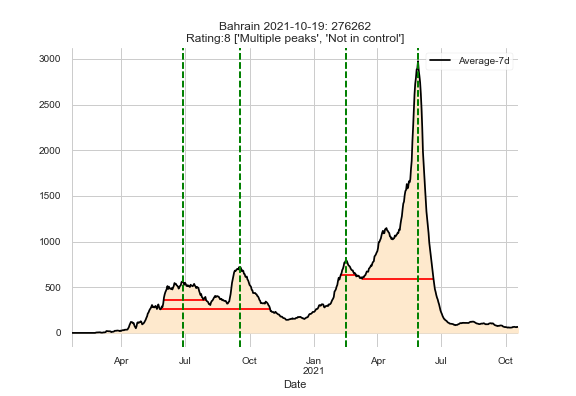 Bahrain 2021-10-19: 276262
Rating:8 ['Multiple peaks', 'Not in control']
Average-7d
3000
2500
2000
1500
1000
500
0
Apr Jul Oct Jan Apr Jul Oct
2021
Date